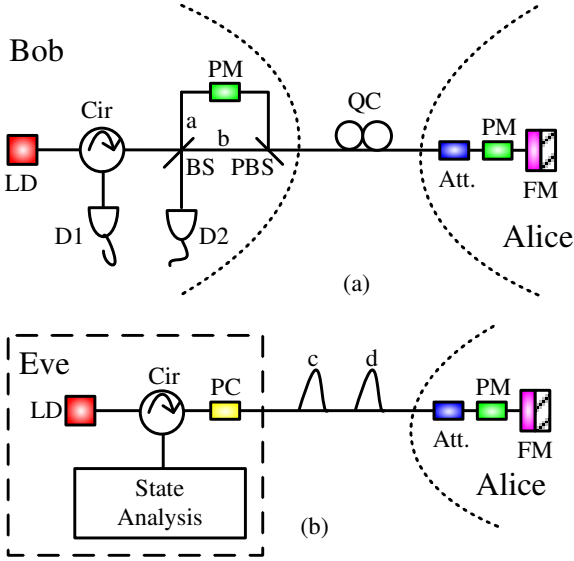 Bob
PM
QC
Cir
a
b
PM
LD
BS
PBS
Att.
FM
D1
D2
Alice
(a)
Eve
Cir
c
d
PC
PM
LD
Att.
FM
State
Analysis
Alice
(b)